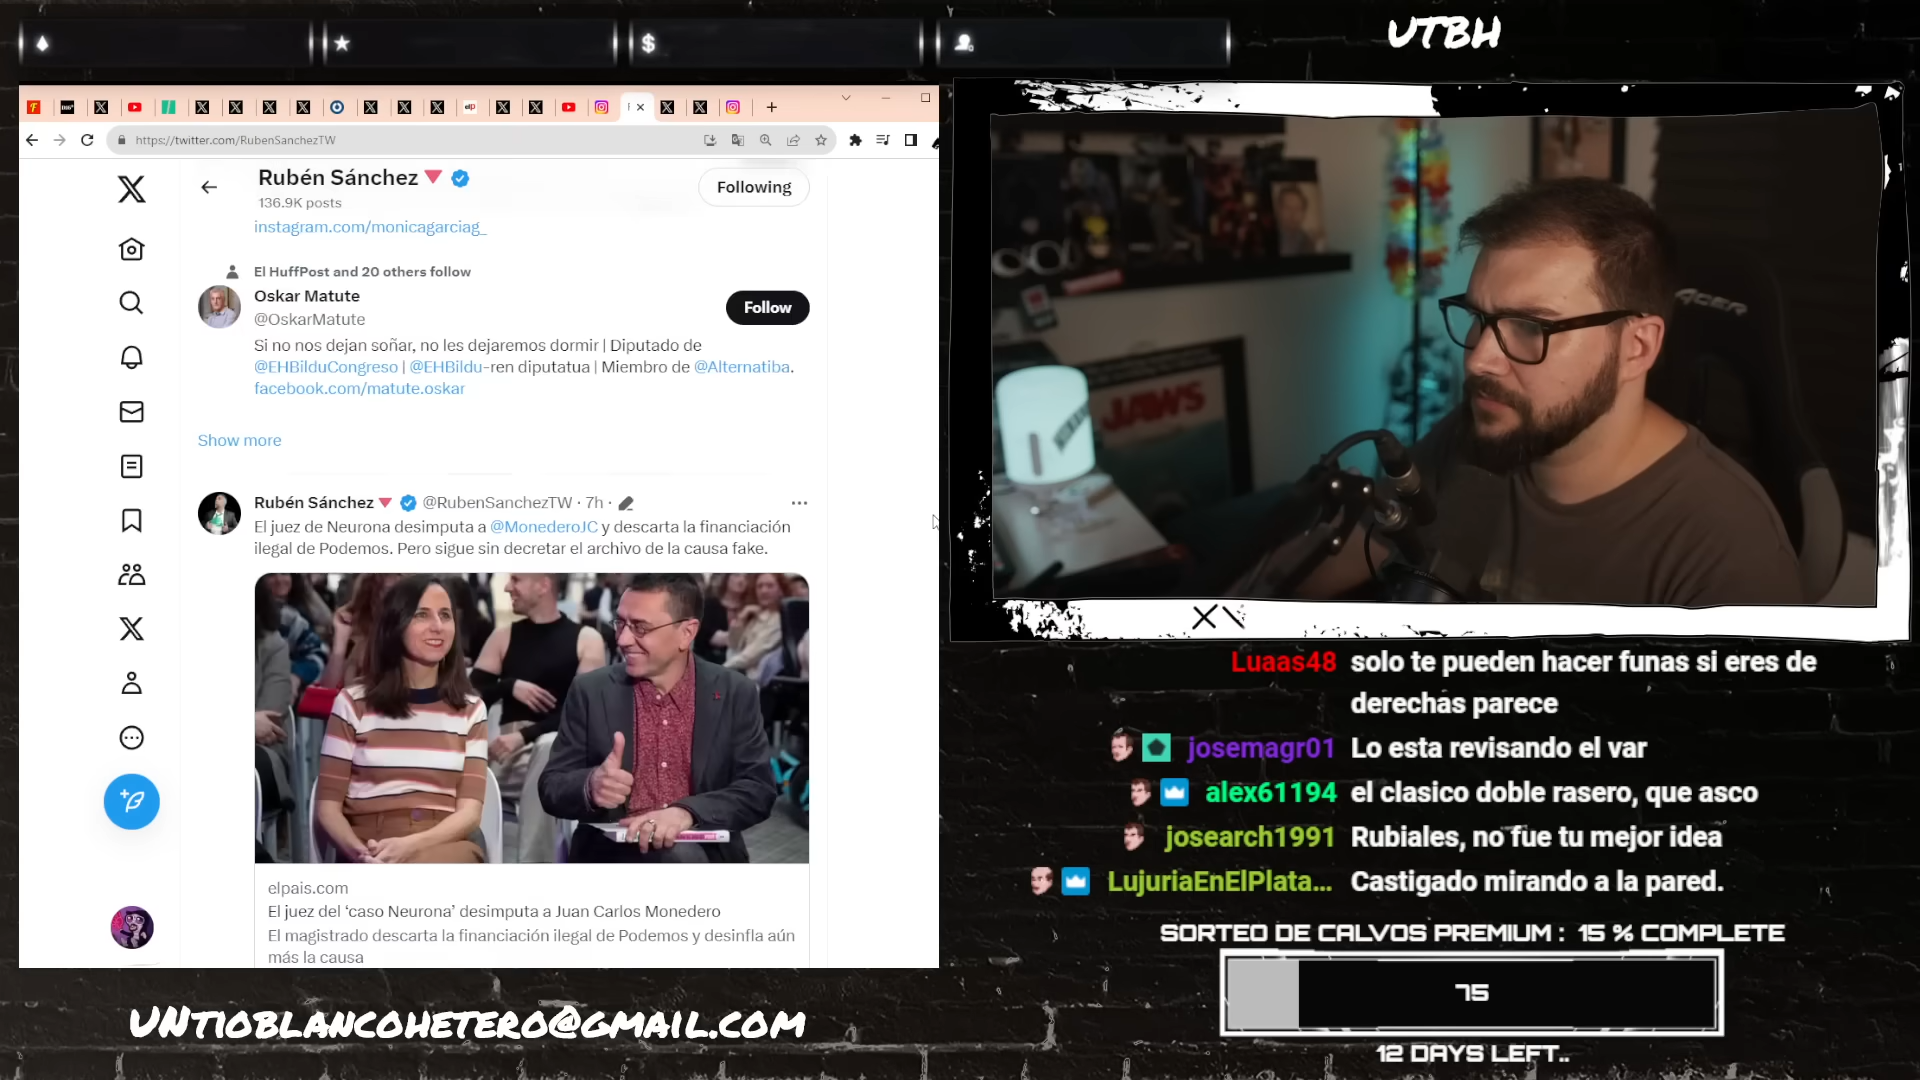 UTBH
$
https://twitter.com/RubenSanchezTW
Rubén Sánchez
136.9K posts
Following
instagram.com/monicagarciag_
El HuffPost and 20 others follow
Oskar Matute
@OskarMatute
Follow
Si no nos dejan soñar, no les dejaremos dormir | Diputado de
@EHBilduCongreso | @EHBildu-ren diputatua | Miembro de @Alternatiba.
facebook.com/matute.oskar
Show more
Rubén Sánchez @RubenSanchezTW · 7h ·
El juez de Neurona desimputa a @MonederoJC y descarta la financiación
ilegal de Podemos. Pero sigue sin decretar el archivo de la causa fake.
elpais.com
El juez del ‘caso Neurona’ desimputa a Juan Carlos Monedero
El magistrado descarta la financiación ilegal de Podemos y desinfla aún
más la causa
UNTIOBLANCOHETERO@GMAIL.COM
JAWS
acer
Luaas48 solo te pueden hacer funas si eres de
derechas parece
josemagr01 Lo esta revisando el var
alex61194 el clasico doble rasero, que asco
josearch1991 Rubiales, no fue tu mejor idea
LujuriaEnElPlata... Castigado mirando a la pared.
SORTEO DE CALVOS PREMIUM : 15 % COMPLETE
75
12 DAYS LEFT..